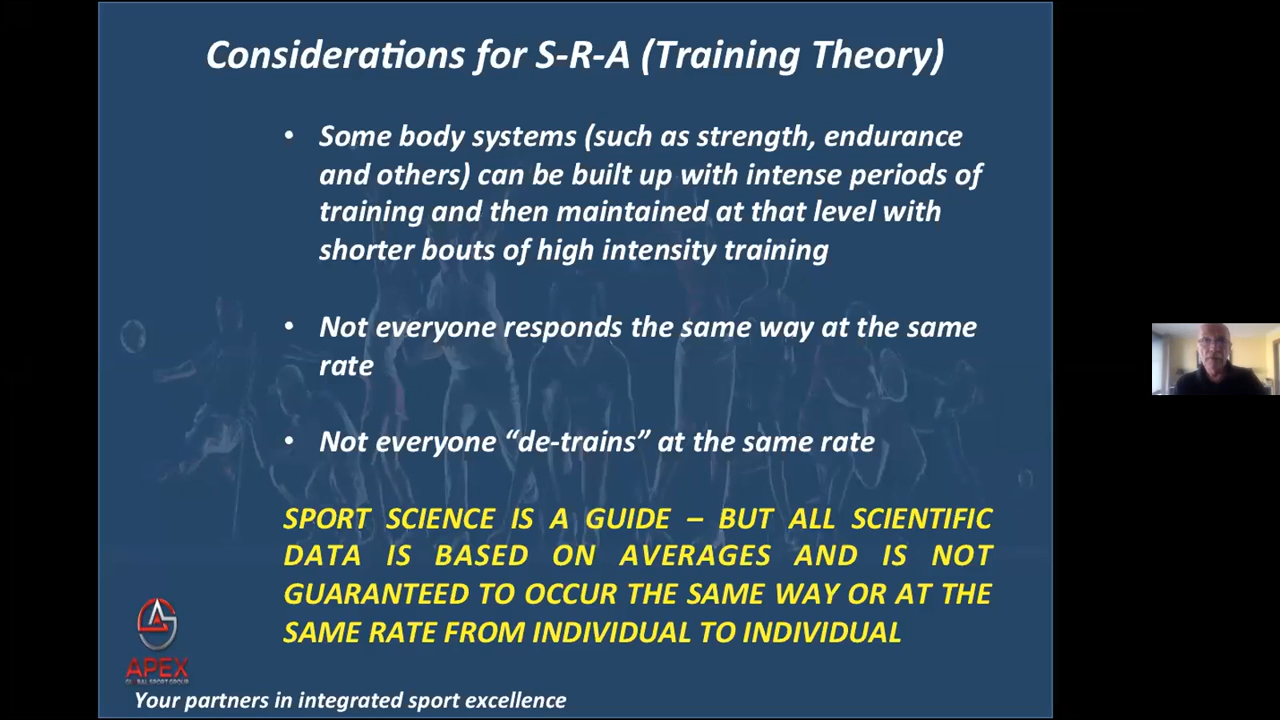 Considerations for S-R-A (Training Theory)
• Some body systems (such as strength, endurance
and others) can be built up with intense periods of
training and then maintained at that level with
shorter bouts of high intensity training
• Not everyone responds the same way at the same
rate
• Not everyone “de-trains” at the same rate
SPORT SCIENCE IS A GUIDE – BUT ALL SCIENTIFIC
DATA IS BASED ON AVERAGES AND IS NOT
GUARANTEED TO OCCUR THE SAME WAY OR AT THE
SAME RATE FROM INDIVIDUAL TO INDIVIDUAL
APEX
GLOBAL SPORT GROUP
Your partners in integrated sport excellence